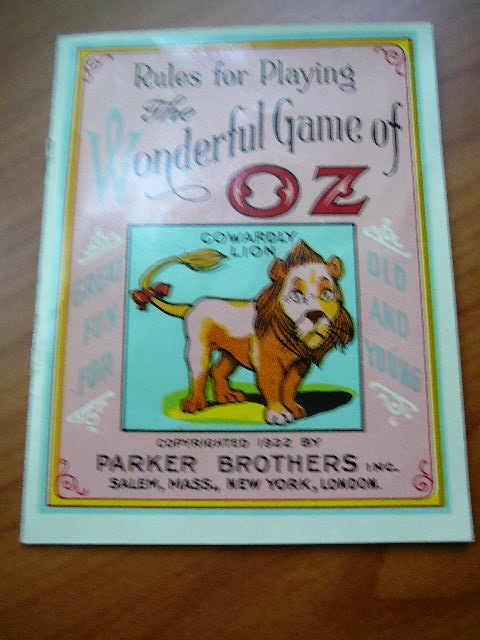 Rules for Playing
The
Wonderful Game of
OZ
COWARDLY
LION
GREAT
FUN
FOR
OLD
AND
YOUNG
COPYRIGHTED 1922 BY
PARKER BROTHERS INC.
SALEM, MASS., NEW YORK, LONDON.